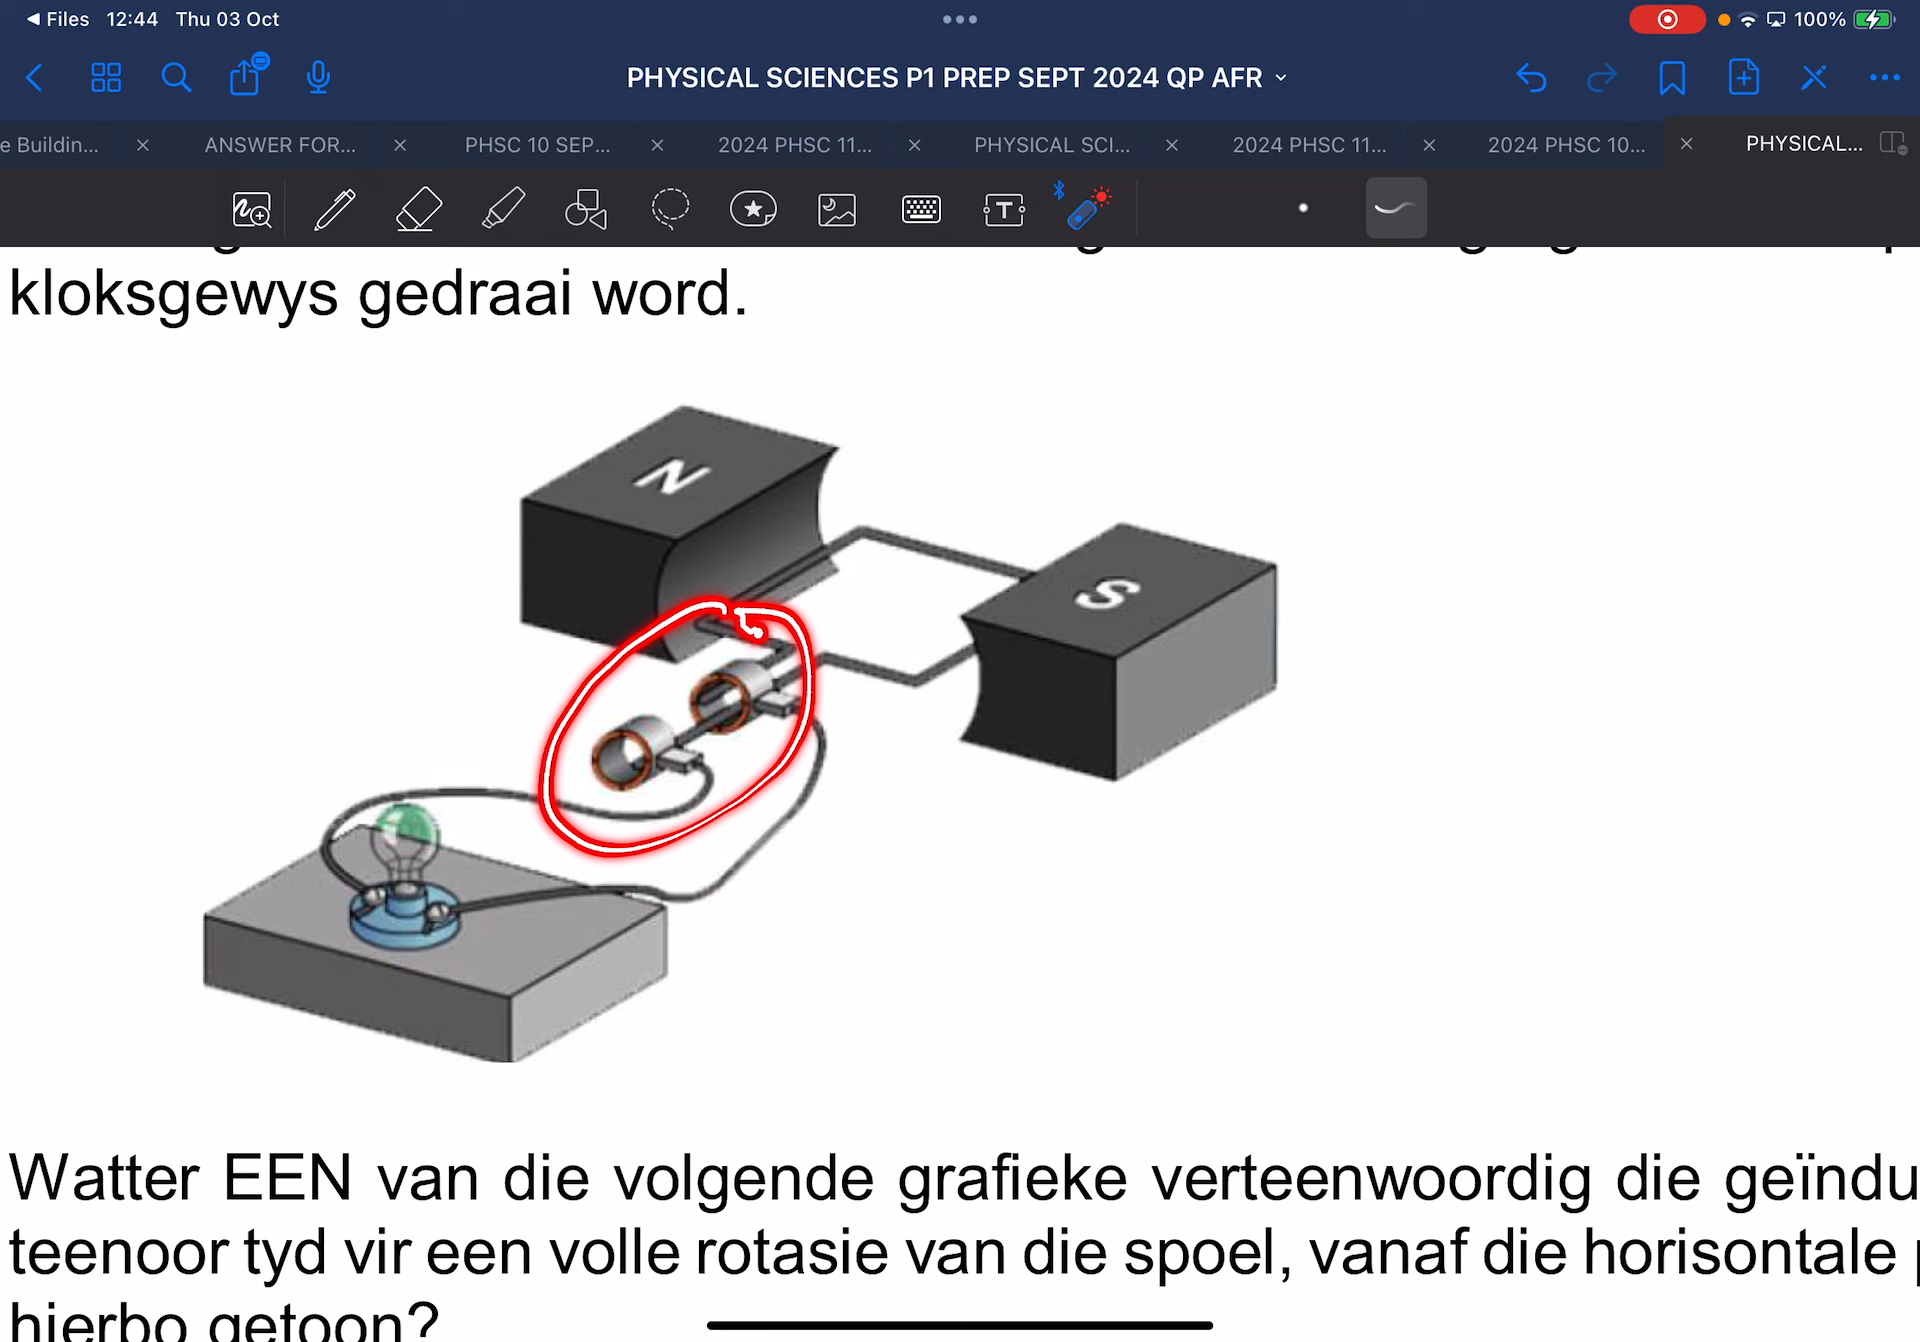 Files 12:44 Thu 03 Oct
100%
PHYSICAL SCIENCES P1 PREP SEPT 2024 QP AFR
e Buildin... ANSWER FOR... PHSC 10 SEP... 2024 PHSC 11... PHYSICAL SCI... 2024 PHSC 11... 2024 PHSC 10... PHYSICAL...
T
kloksgewys gedraai word.
N
S
Watter EEN van die volgende grafieke verteenwoordig die geïndu
teenoor tyd vir een volle rotasie van die spoel, vanaf die horisontale
hierbo getoon?